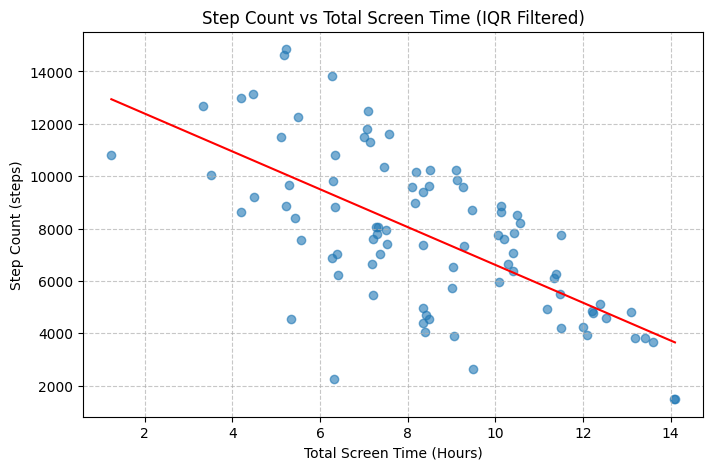 Step Count vs Total Screen Time (IQR Filtered)
Step Count (steps)
14000
12000
10000
8000
6000
4000
2000
2 4 6 8 10 12 14
Total Screen Time (Hours)